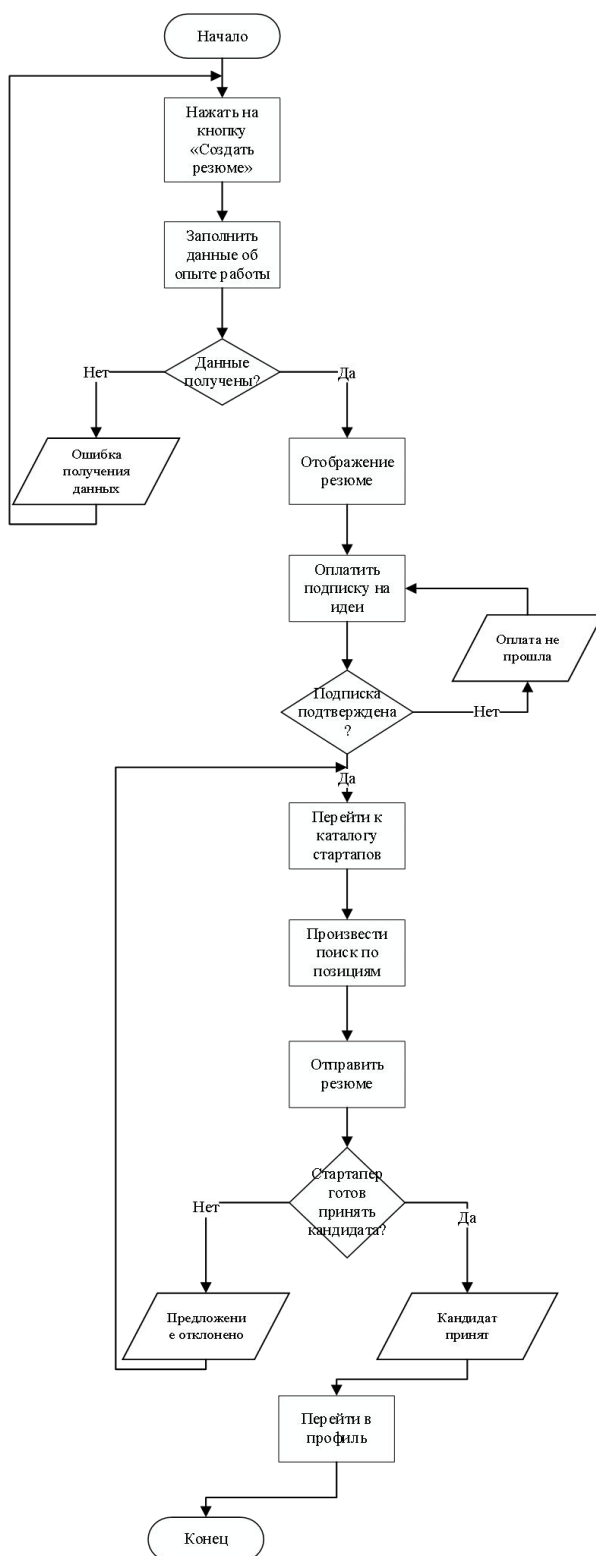 Начало
Нажать на
кнопку
«Создать
резюме»
Заполнить
данные об
опыте работы
Данные
получены?
Нет
Да
Ошибка
получения
данных
Отображение
резюме
Оплатить
подписку на
идеи
Оплата не
прошла
Подписка
подтверждена
?
Нет
Да
Перейти к
каталогу
стартапов
Произвести
поиск по
позициям
Отправить
резюме
Стартапер
готов
принять
кандидата?
Нет
Да
Предложени
е отклонено
Кандидат
принят
Перейти в
профиль
Конец